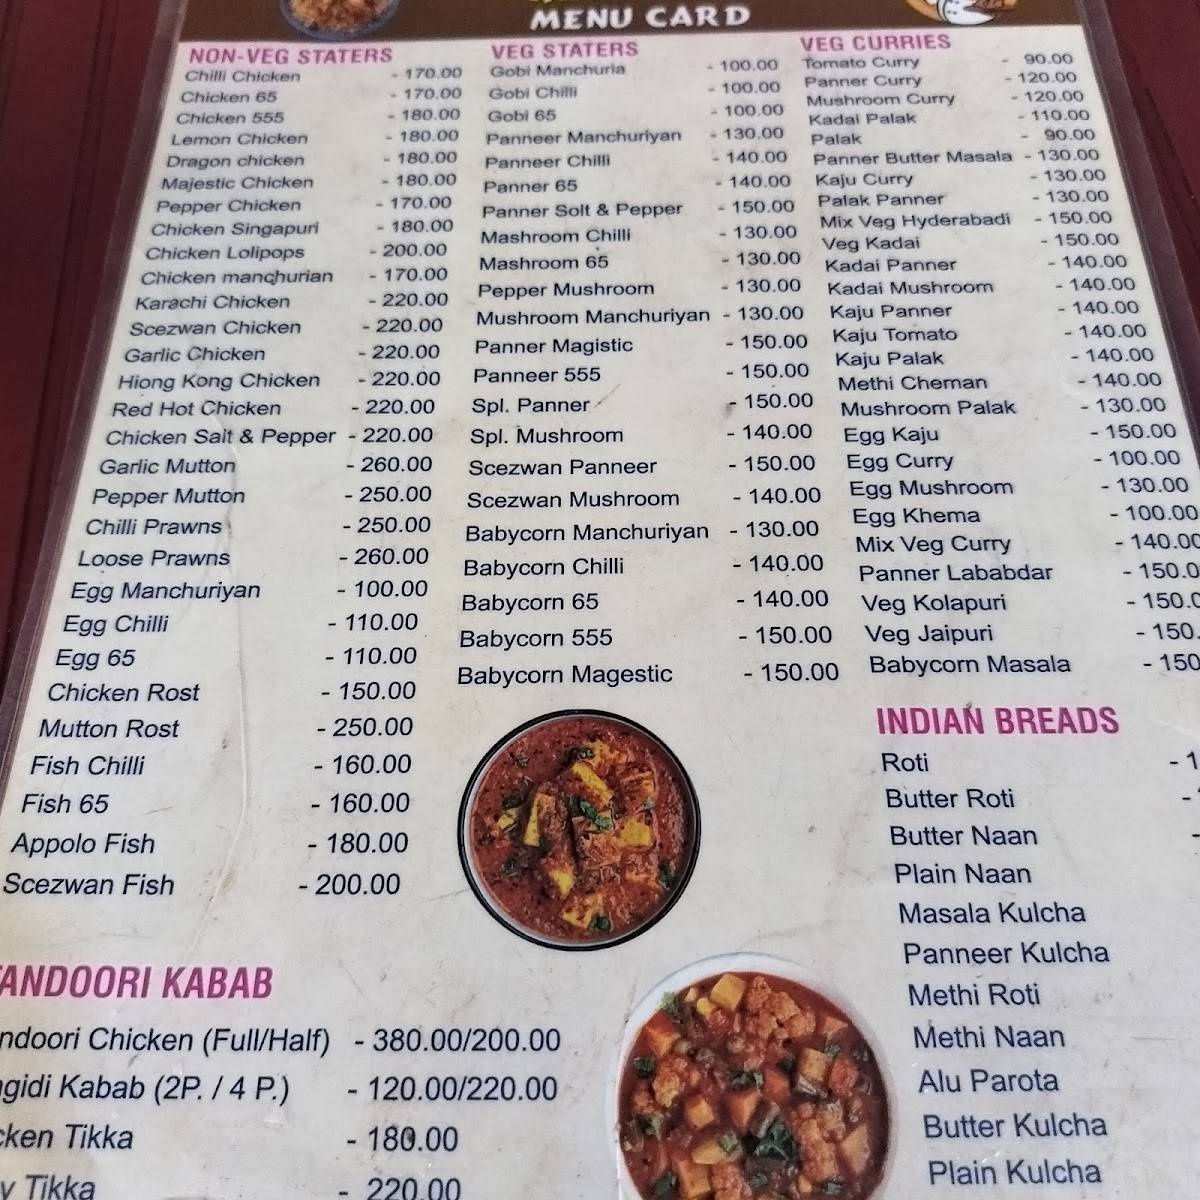 MENU CARD
NON-VEG STATERS
Chilli Chicken - 170.00
Chicken 65 - 170.00
Chicken 555 - 180.00
Lemon Chicken - 180.00
Dragon chicken - 180.00
Majestic Chicken - 180.00
Pepper Chicken - 170.00
Chicken Singapuri - 180.00
Chicken Lolipops - 200.00
Chicken manchurian - 170.00
Karachi Chicken - 220.00
Scezwan Chicken - 220.00
Garlic Chicken - 220.00
Hiong Kong Chicken - 220.00
Red Hot Chicken - 220.00
Chicken Salt & Pepper - 220.00
Garlic Mutton - 260.00
Pepper Mutton - 250.00
Chilli Prawns - 250.00
Loose Prawns - 260.00
Egg Manchuriyan - 100.00
Egg Chilli - 110.00
Egg 65 - 110.00
Chicken Rost - 150.00
Mutton Rost - 250.00
Fish Chilli - 160.00
Fish 65 - 160.00
Appolo Fish - 180.00
Scezwan Fish - 200.00
TANDOORI KABAB
ndoori Chicken (Full/Half) - 380.00/200.00
gidi Kabab (2P. / 4 P.) - 120.00/220.00
cken Tikka - 180.00
Tikka - 220.00
VEG STATERS
Gobi Manchuria - 100.00
Gobi Chilli - 100.00
Gobi 65 - 100.00
Panneer Manchuriyan - 130.00
Panneer Chilli - 140.00
Panner 65 - 140.00
Panner Solt & Pepper - 150.00
Mashroom Chilli - 130.00
Mashroom 65 - 130.00
Pepper Mushroom - 130.00
Mushroom Manchuriyan - 130.00
Panner Magistic - 150.00
Panneer 555 - 150.00
Spl. Panner - 150.00
Spl. Mushroom - 140.00
Scezwan Panneer - 150.00
Scezwan Mushroom - 140.00
Babycorn Manchuriyan - 130.00
Babycorn Chilli - 140.00
Babycorn 65 - 140.00
Babycorn 555 - 150.00
Babycorn Magestic - 150.00
VEG CURRIES
Tomato Curry - 90.00
Panner Curry - 120.00
Mushroom Curry - 120.00
Kadai Palak - 110.00
Palak - 90.00
Panner Butter Masala - 130.00
Kaju Curry - 130.00
Palak Panner - 130.00
Mix Veg Hyderabadi - 150.00
Veg Kadai - 150.00
Kadai Panner - 140.00
Kadai Mushroom - 140.00
Kaju Panner - 140.00
Kaju Tomato - 140.00
Kaju Palak - 140.00
Methi Cheman - 140.00
Mushroom Palak - 130.00
Egg Kaju - 150.00
Egg Curry - 100.00
Egg Mushroom - 130.00
Egg Khema - 100.00
Mix Veg Curry - 140.00
Panner Lababdar - 150.0
Veg Kolapuri - 150.0
Veg Jaipuri - 150.
Babycorn Masala - 150
INDIAN BREADS
Roti - 1
Butter Roti -
Butter Naan -
Plain Naan
Masala Kulcha
Panneer Kulcha
Methi Roti
Methi Naan
Alu Parota
Butter Kulcha
Plain Kulcha